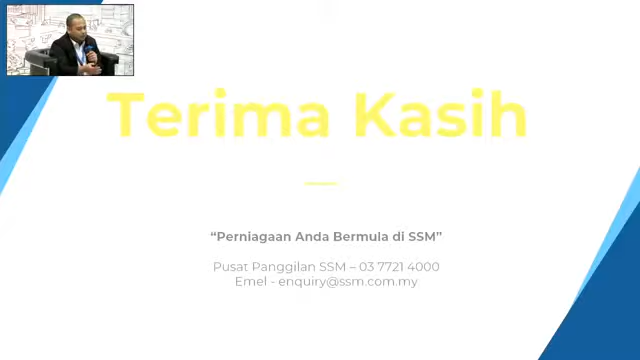 Terima Kasih
“Perniagaan Anda Bermula di SSM”
Pusat Panggilan SSM – 03 7721 4000
Emel - enquiry@ssm.com.my